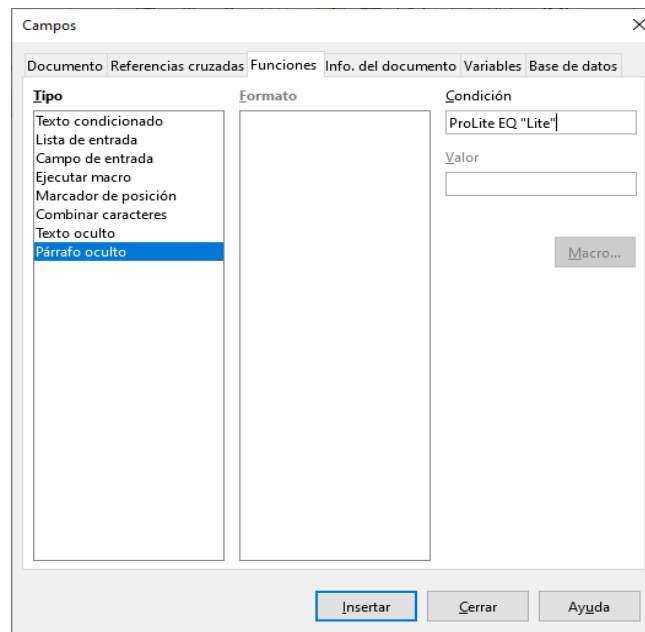 Campos
Documento Referencias cruzadas Funciones Info. del documento Variables Base de datos
Tipo
Texto condicionado
Lista de entrada
Campo de entrada
Ejecutar macro
Marcador de posición
Combinar caracteres
Texto oculto
Párrafo oculto
Formato
Condición
ProLite EQ "Lite"
Valor
Macro...
Insertar Cerrar Ayuda